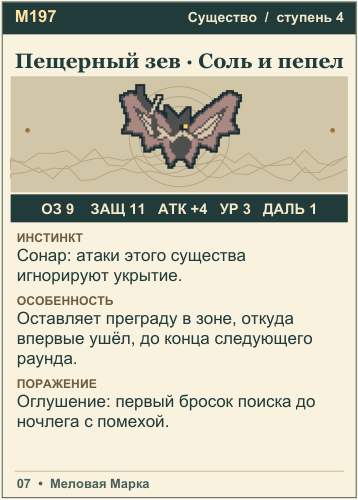 М197
Существо / ступень 4
Пещерный зев · Соль и пепел
ОЗ 9 ЗАЩ 11 АТК +4 УР 3 ДАЛЬ 1
ИНСТИНКТ
Сонар: атаки этого существа
игнорируют укрытие.
ОСОБЕННОСТЬ
Оставляет преграду в зоне, откуда
впервые ушёл, до конца следующего
раунда.
ПОРАЖЕНИЕ
Оглушение: первый бросок поиска до
ночлега с помехой.
07 • Меловая Марка